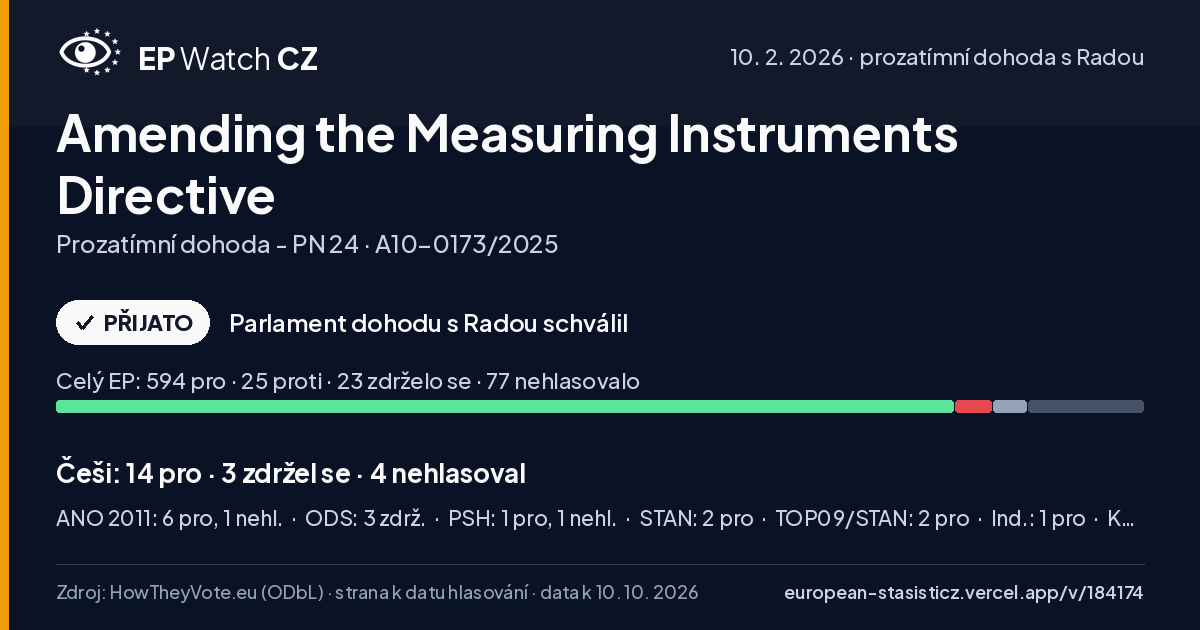 EP Watch CZ
10. 2. 2026 · prozatímní dohoda s Radou
Amending the Measuring Instruments
Directive
Prozatímní dohoda - PN 24 · A10–0173/2025
✓ PŘIJATO
Parlament dohodu s Radou schválil
Celý EP: 594 pro · 25 proti · 23 zdrželo se · 77 nehlasovalo
Češi: 14 pro · 3 zdržel se · 4 nehlasoval
ANO 2011: 6 pro, 1 nehl. · ODS: 3 zdrž. · PSH: 1 pro, 1 nehl. · STAN: 2 pro · TOP09/STAN: 2 pro · Ind.: 1 pro · K...
Zdroj: HowTheyVote.eu (ODbL) · strana k datu hlasování · data k 10. 10. 2026
european-stasisticz.vercel.app/v/184174